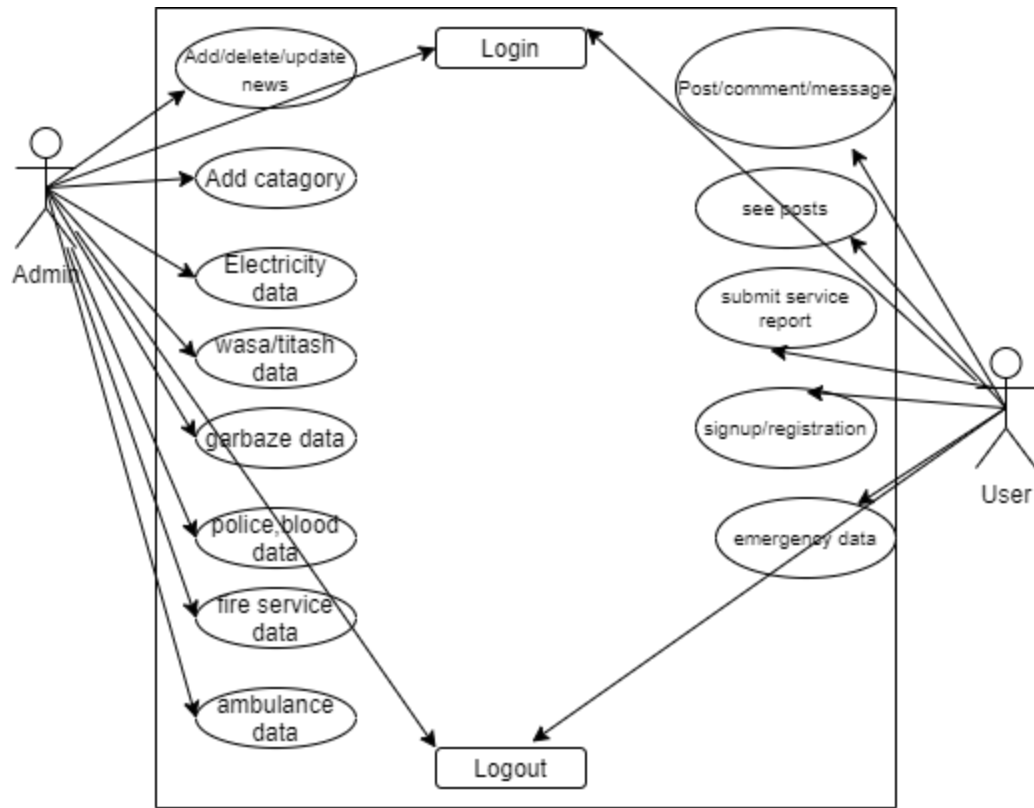 Add/delete/update
news
Login
Post/comment/message
Add catagory
see posts
Admin
Electricity
data
submit service
report
wasa/titash
data
garbaze data
signup/registration
User
police,blood
data
emergency data
fire service
data
ambulance
data
Logout